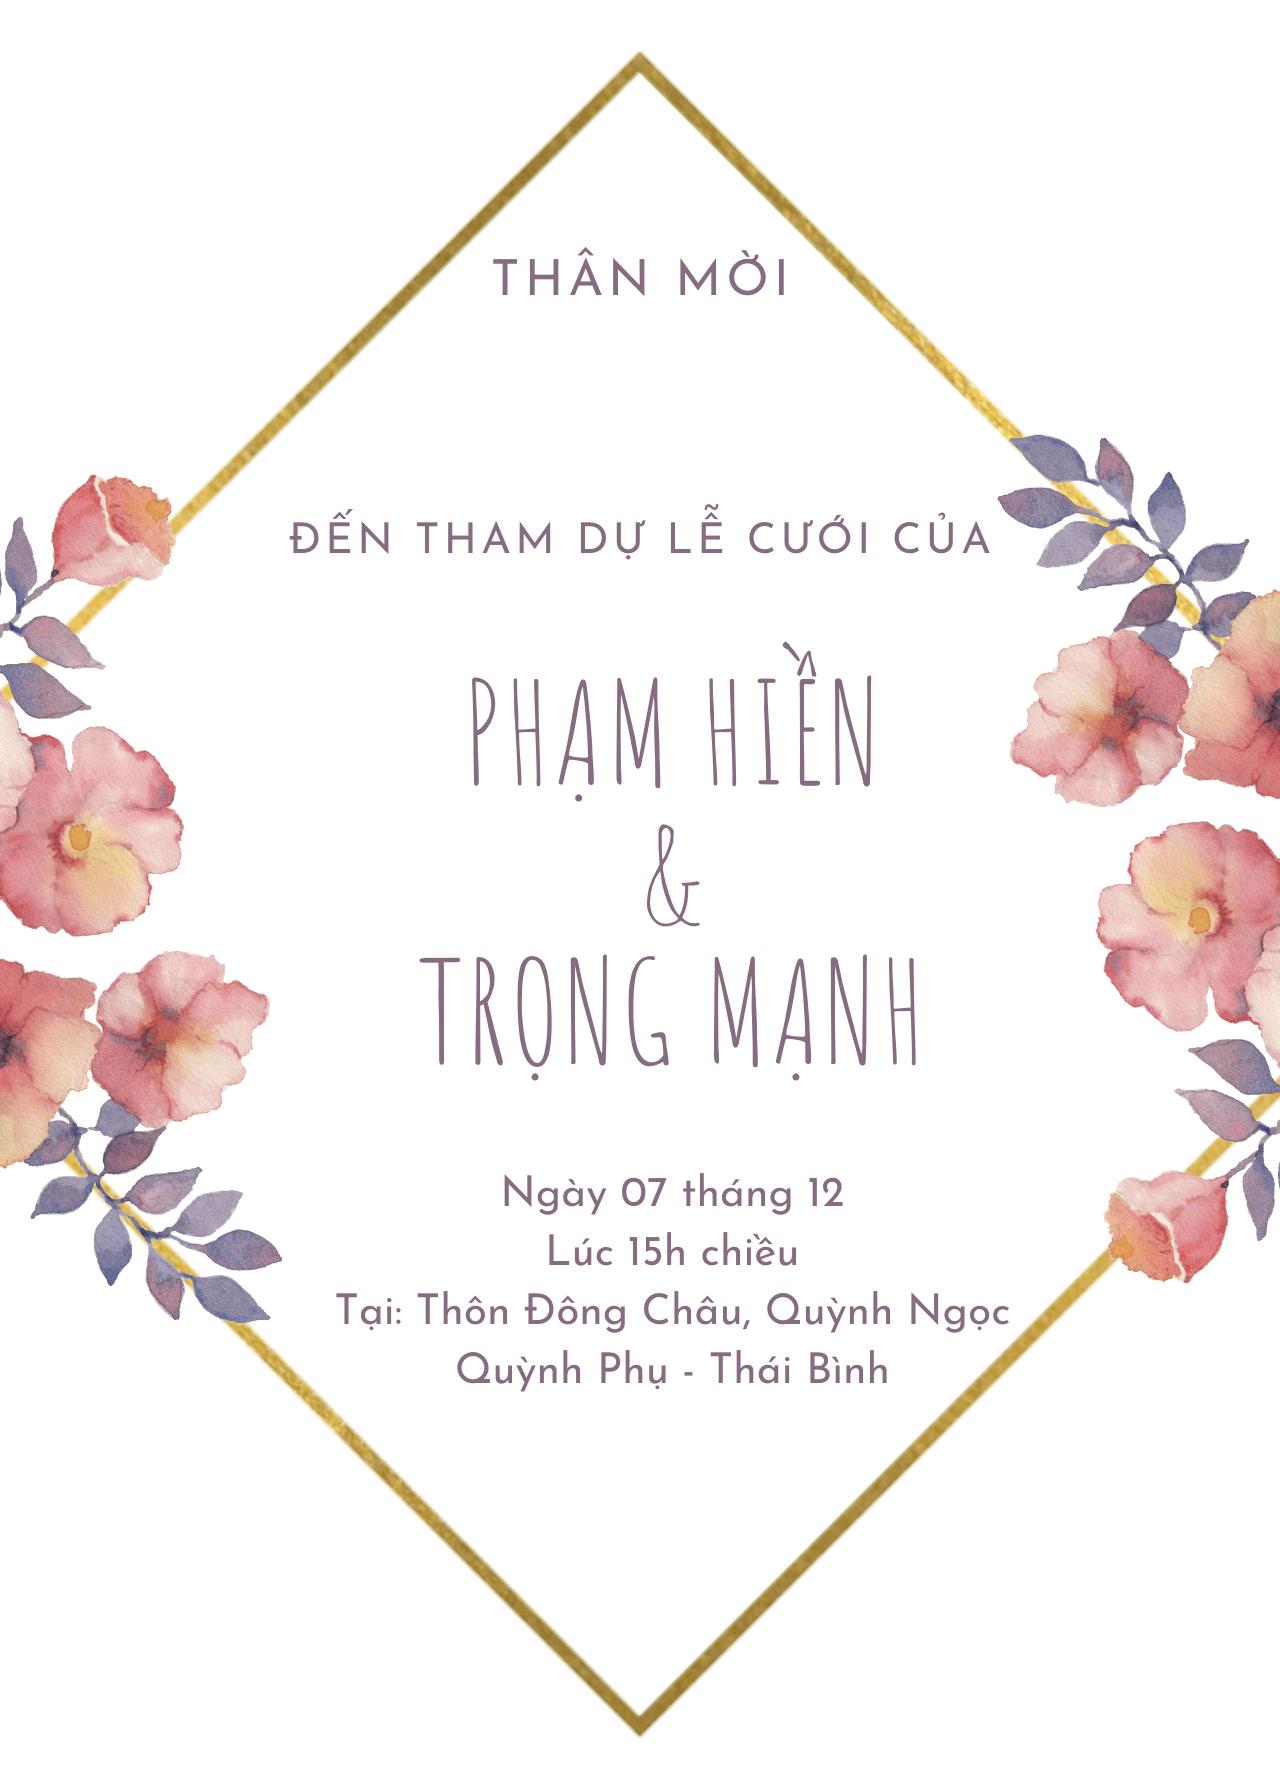 THÂN MỜI
ĐẾN THAM DỰ LỄ CƯỚI CỦA
PHẠM HIỀN
&
TRỌNG MẠNH
Ngày 07 tháng 12
Lúc 15h chiều
Tại: Thôn Đông Châu, Quỳnh Ngọc
Quỳnh Phụ - Thái Bình